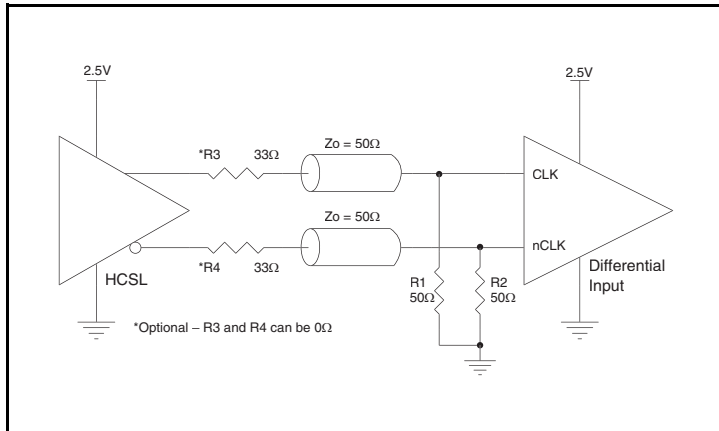 2.5V
2.5V
*R3 33Ω
Zo = 50Ω
CLK
Zo = 50Ω
nCLK
HCSL
*R4 33Ω
R1
50Ω
R2
50Ω
Differential
Input
*Optional – R3 and R4 can be 0Ω